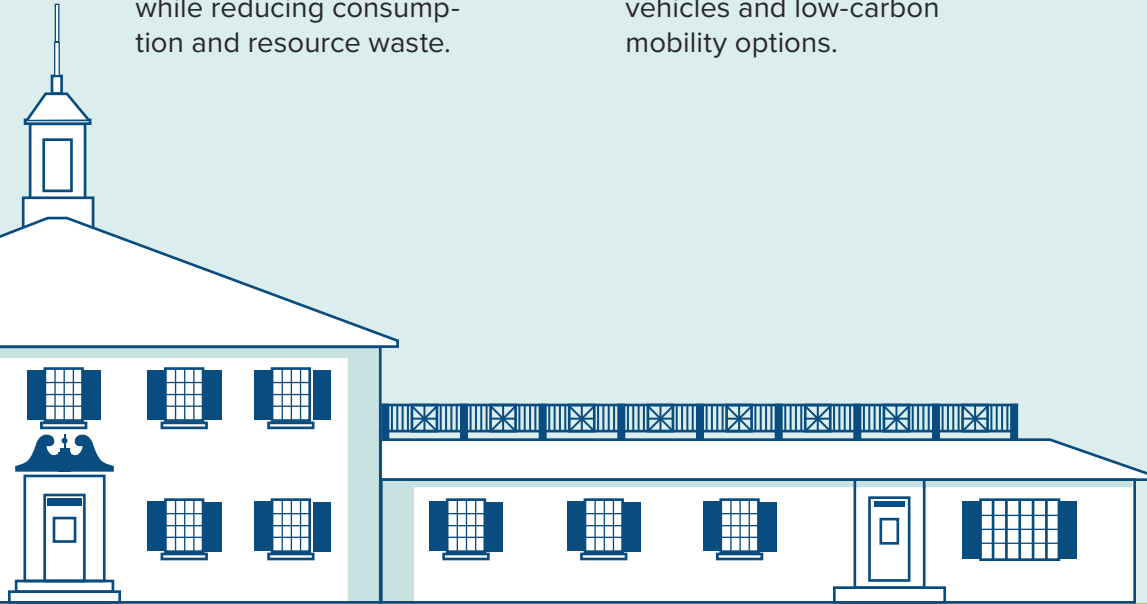 while reducing consump-
tion and resource waste.
vehicles and low-carbon
mobility options.